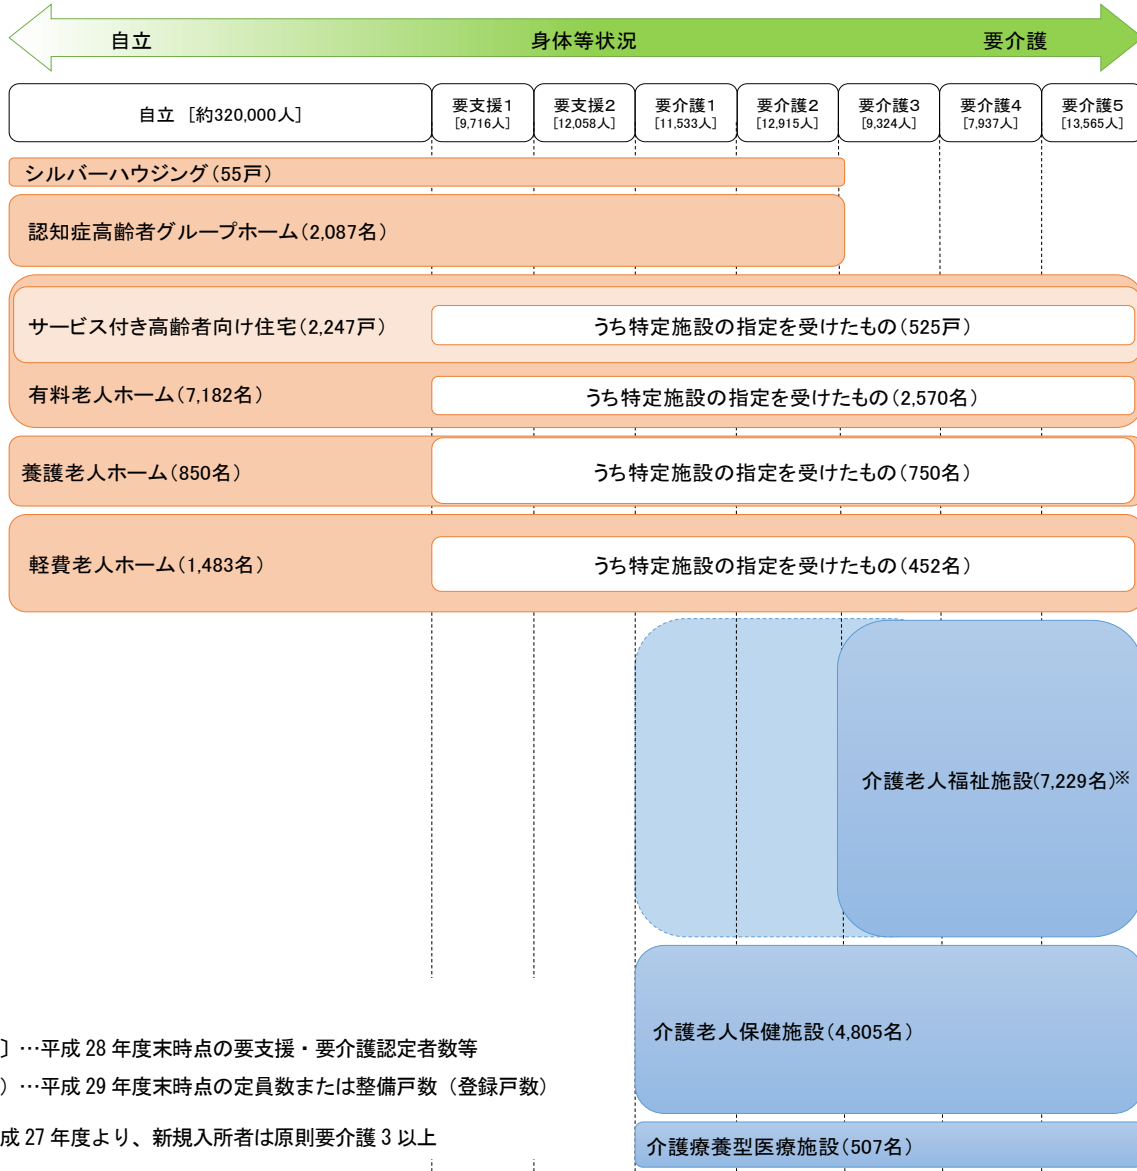 自立 身体等状況 要介護
自立 [約320,000人]
要支援1
[9,716人]
要支援2
[12,058人]
要介護1
[11,533人]
要介護2
[12,915人]
要介護3
[9,324人]
要介護4
[7,937人]
要介護5
[13,565人]
シルバーハウジング(55戸)
認知症高齢者グループホーム(2,087名)
サービス付き高齢者向け住宅(2,247戸) うち特定施設の指定を受けたもの(525戸)
有料老人ホーム(7,182名) うち特定施設の指定を受けたもの(2,570名)
養護老人ホーム(850名) うち特定施設の指定を受けたもの(750名)
軽費老人ホーム(1,483名) うち特定施設の指定を受けたもの(452名)
介護老人福祉施設(7,229名)※
介護老人保健施設(4,805名)
] …平成 28 年度末時点の要支援・要介護認定者数等
) …平成 29 年度末時点の定員数または整備戸数（登録戸数）
成 27 年度より、新規入所者は原則要介護 3 以上
介護療養型医療施設(507名)